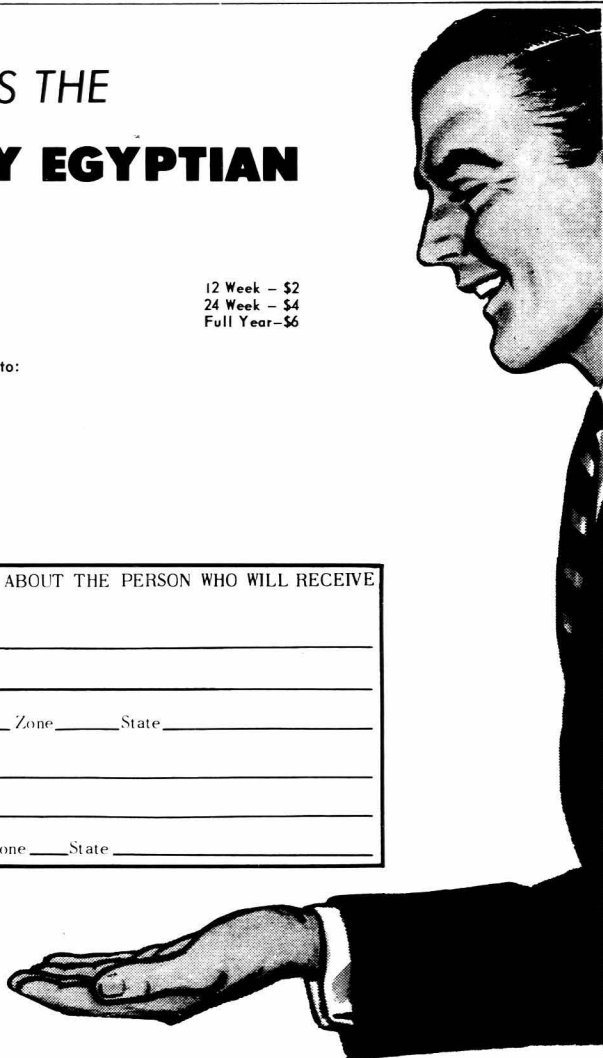 S THE
Y EGYPTIAN
12 Week – $2
24 Week – $4
Full Year–$6
to:
ABOUT THE PERSON WHO WILL RECEIVE
Zone State
one State